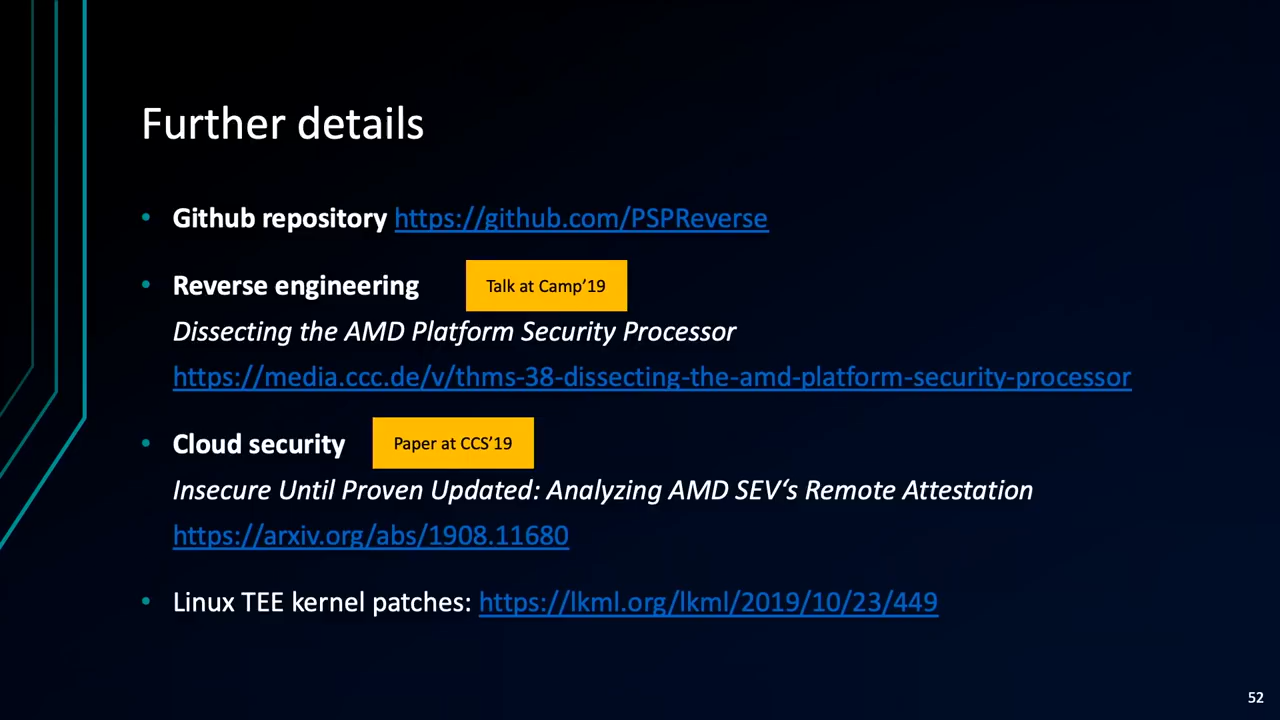 Further details
• Github repository https://github.com/PSPReverse
• Reverse engineering Talk at Camp’19
Dissecting the AMD Platform Security Processor
https://media.ccc.de/v/thms-38-dissecting-the-amd-platform-security-processor
• Cloud security Paper at CCS’19
Insecure Until Proven Updated: Analyzing AMD SEV‘s Remote Attestation
https://arxiv.org/abs/1908.11680
• Linux TEE kernel patches: https://lkml.org/lkml/2019/10/23/449
52